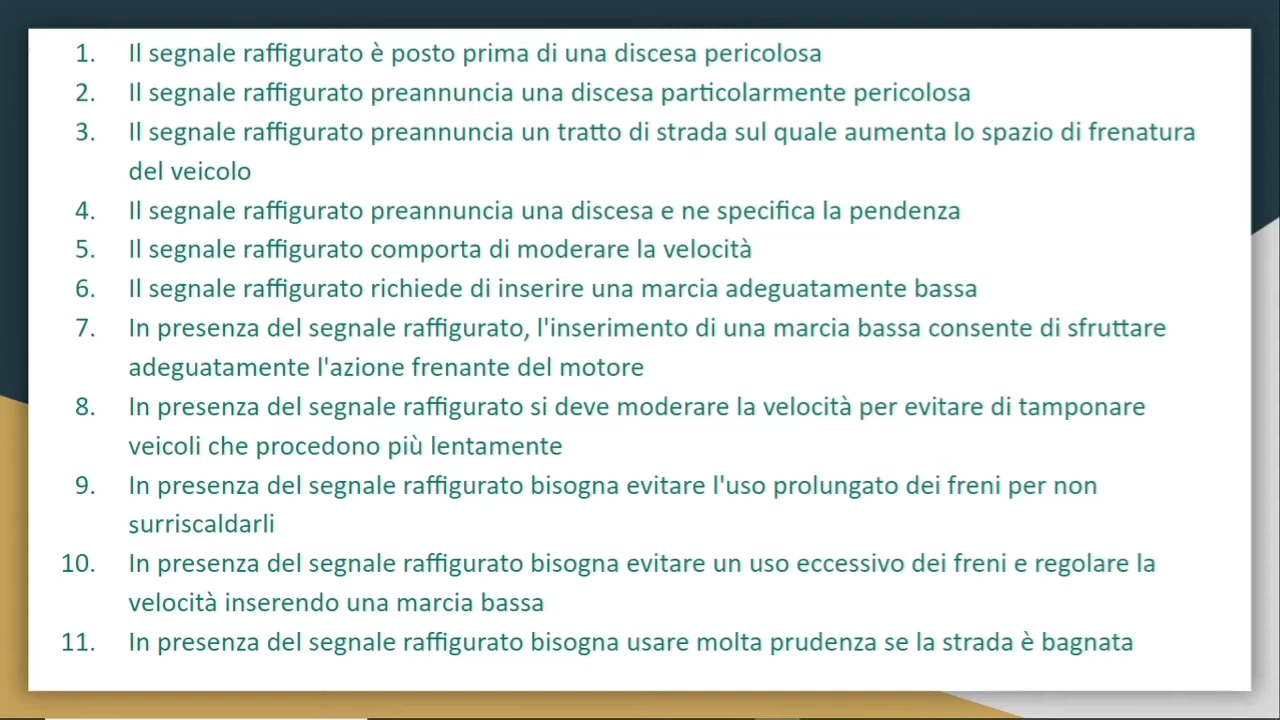 1. Il segnale raffigurato è posto prima di una discesa pericolosa
2. Il segnale raffigurato preannuncia una discesa particolarmente pericolosa
3. Il segnale raffigurato preannuncia un tratto di strada sul quale aumenta lo spazio di frenatura
del veicolo
4. Il segnale raffigurato preannuncia una discesa e ne specifica la pendenza
5. Il segnale raffigurato comporta di moderare la velocità
6. Il segnale raffigurato richiede di inserire una marcia adeguatamente bassa
7. In presenza del segnale raffigurato, l'inserimento di una marcia bassa consente di sfruttare
adeguatamente l'azione frenante del motore
8. In presenza del segnale raffigurato si deve moderare la velocità per evitare di tamponare
veicoli che procedono più lentamente
9. In presenza del segnale raffigurato bisogna evitare l'uso prolungato dei freni per non
surriscaldarli
10. In presenza del segnale raffigurato bisogna evitare un uso eccessivo dei freni e regolare la
velocità inserendo una marcia bassa
11. In presenza del segnale raffigurato bisogna usare molta prudenza se la strada è bagnata